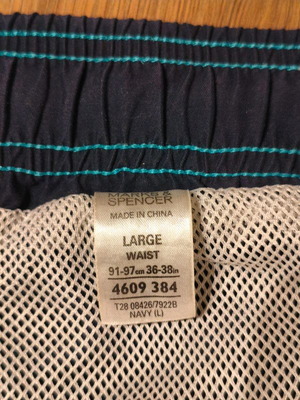 MARKS &
SPENCER
MADE IN CHINA
LARGE
WAIST
91-97cm 36-38in
4609 384
T28 08426/7922B
NAVY (L)